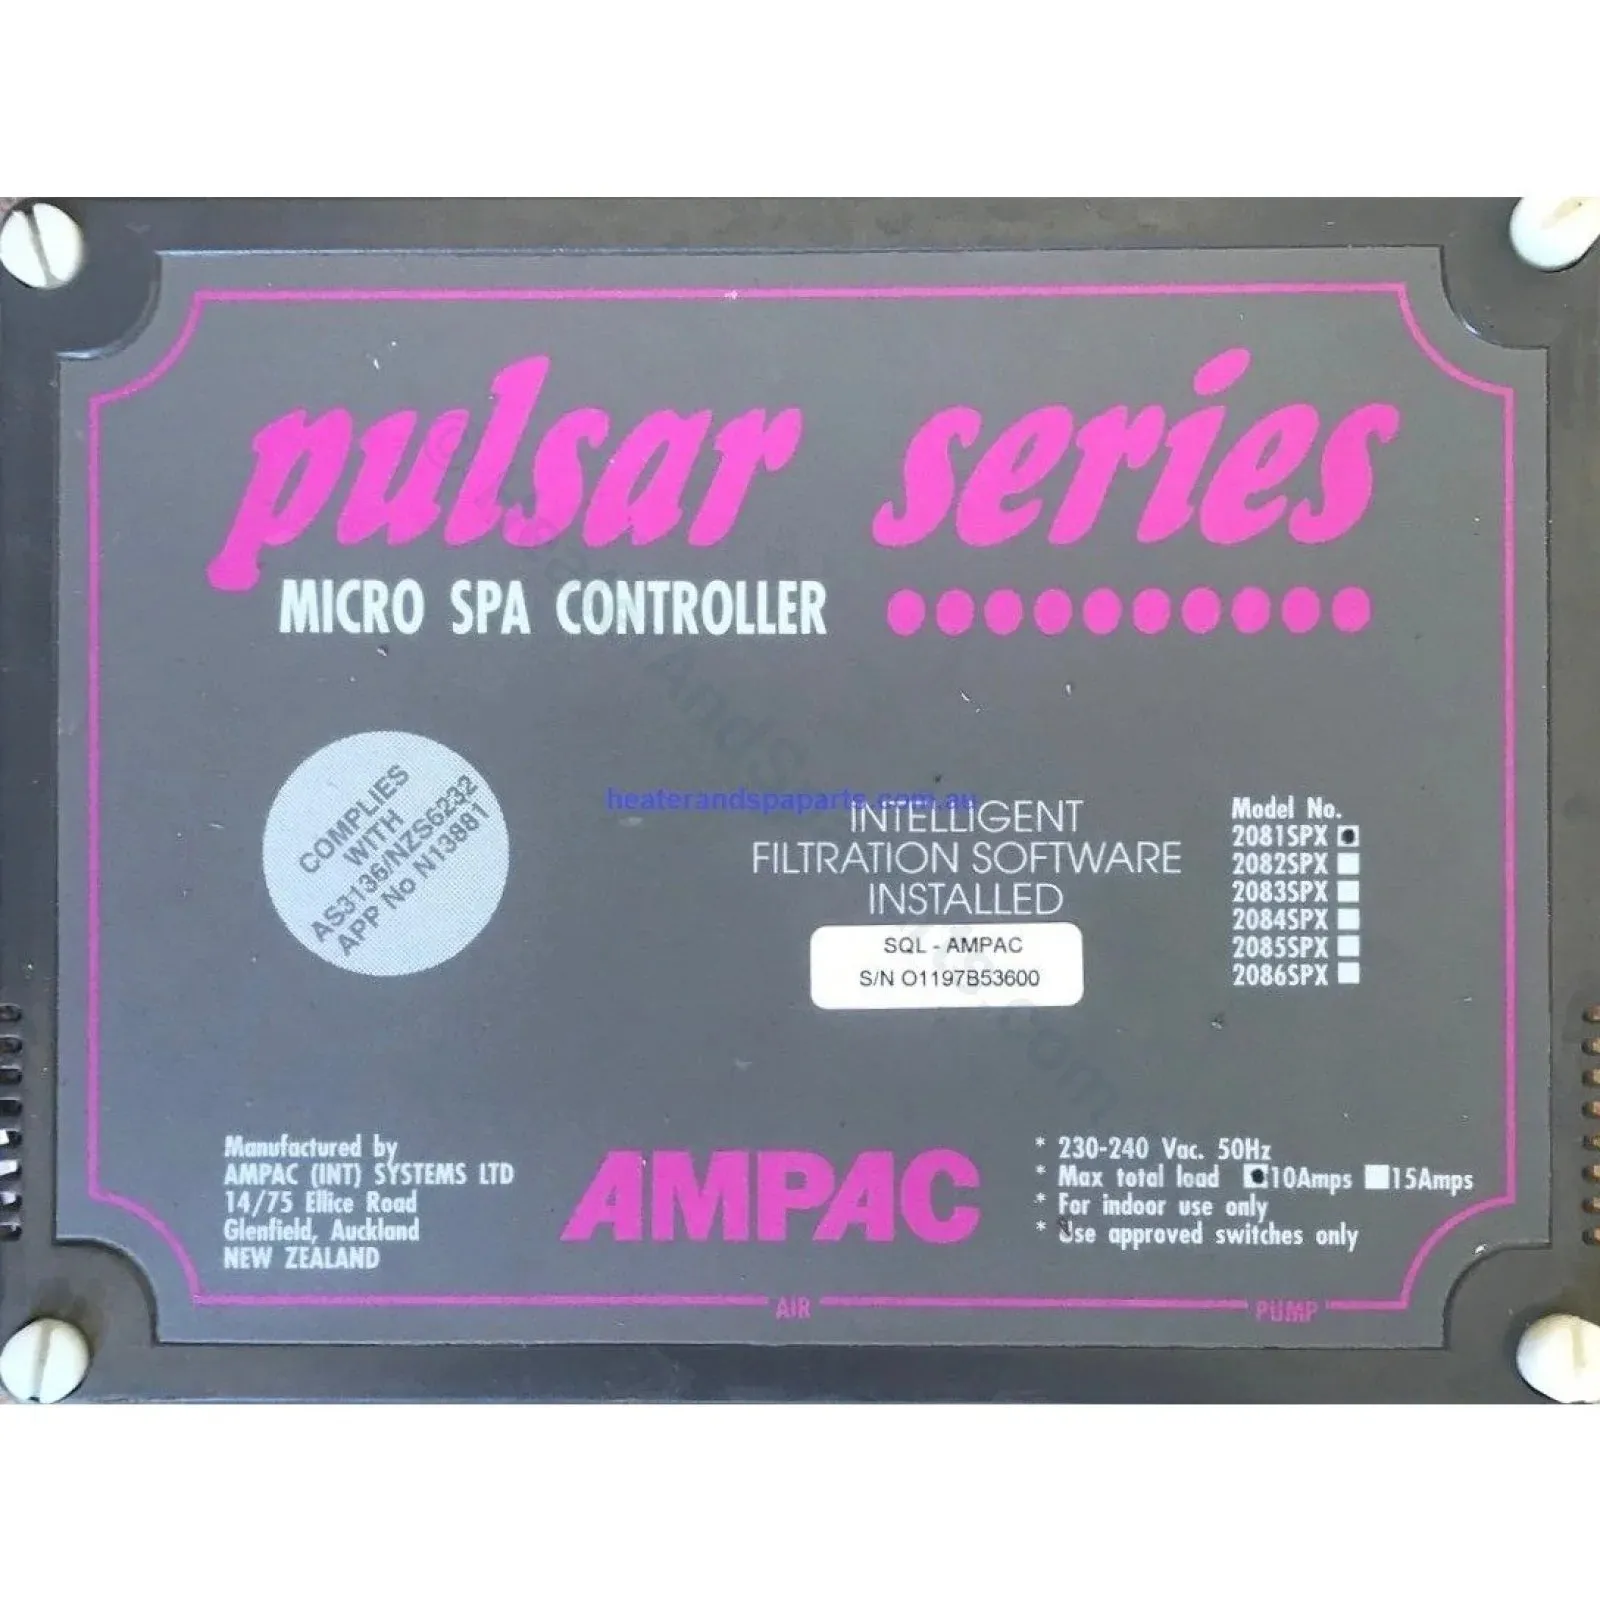 pulsar series
MICRO SPA CONTROLLER
COMPLIES
WITH
AS3136/NZS6232
APP No N13881
heaterandspaparts.com.au
INTELLIGENT
FILTRATION SOFTWARE
INSTALLED
SQL - AMPAC
S/N O1197B53600
Model No.
2081SPX
2082SPX
2083SPX
2084SPX
2085SPX
2086SPX
Manufactured by
AMPAC (INT) SYSTEMS LTD
14/75 Ellice Road
Glenfield, Auckland
NEW ZEALAND
AMPAC
* 230-240 Vac. 50Hz
* Max total load 10Amps 15Amps
* For indoor use only
* Use approved switches only
AIR PUMP